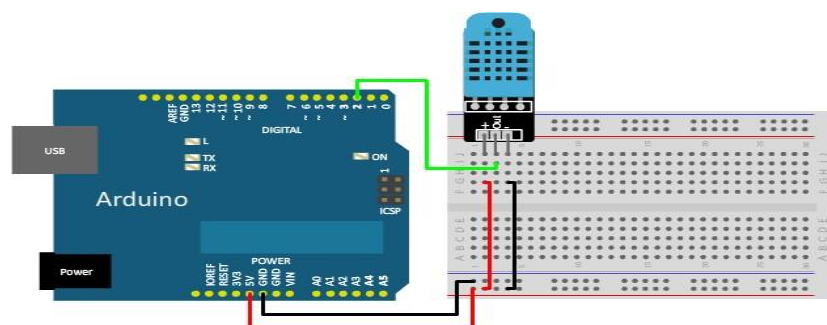 AREF
GND
13
12
~11
~10
~9
8
7
~6
~5
4
~3
2
1
0
DIGITAL
USB
L
TX
RX
ON
1
ICSP
Arduino
Power
POWER
IOREF
RESET
3V3
5V
GND
GND
VIN
A0
A1
A2
A3
A4
A5
+
Out
-
F G H I J
F G H I J
A B C D E
A B C D E